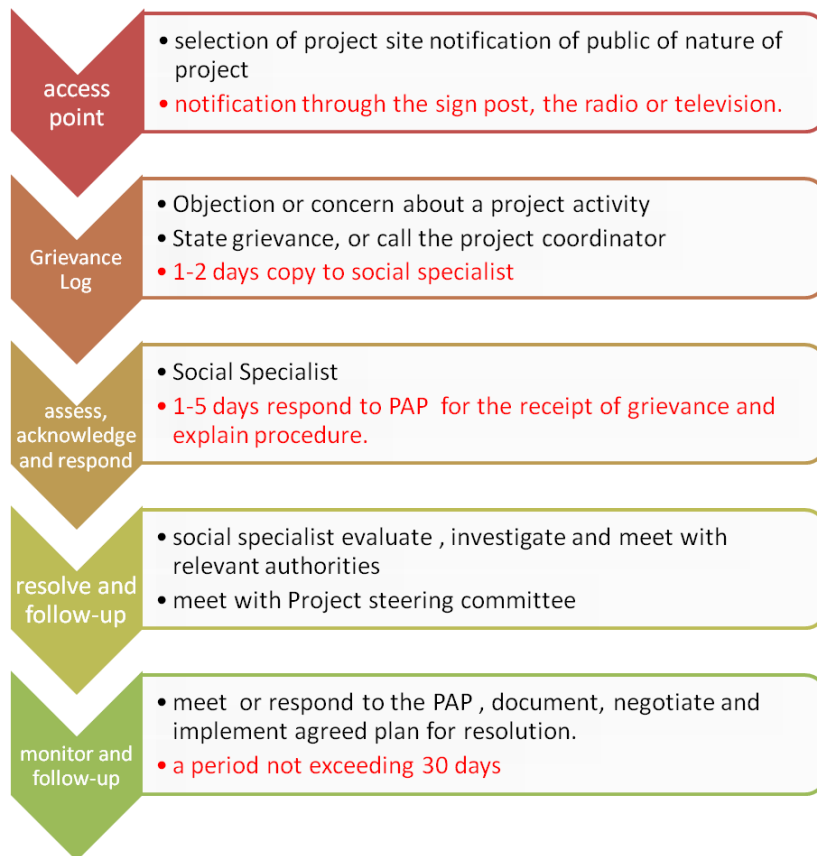 access
point
• selection of project site notification of public of nature of
project
• notification through the sign post, the radio or television.
Grievance
Log
• Objection or concern about a project activity
• State grievance, or call the project coordinator
• 1-2 days copy to social specialist
assess,
acknowledge
and respond
• Social Specialist
• 1-5 days respond to PAP for the receipt of grievance and
explain procedure.
resolve and
follow-up
• social specialist evaluate , investigate and meet with
relevant authorities
• meet with Project steering committee
monitor and
follow-up
• meet or respond to the PAP , document, negotiate and
implement agreed plan for resolution.
• a period not exceeding 30 days